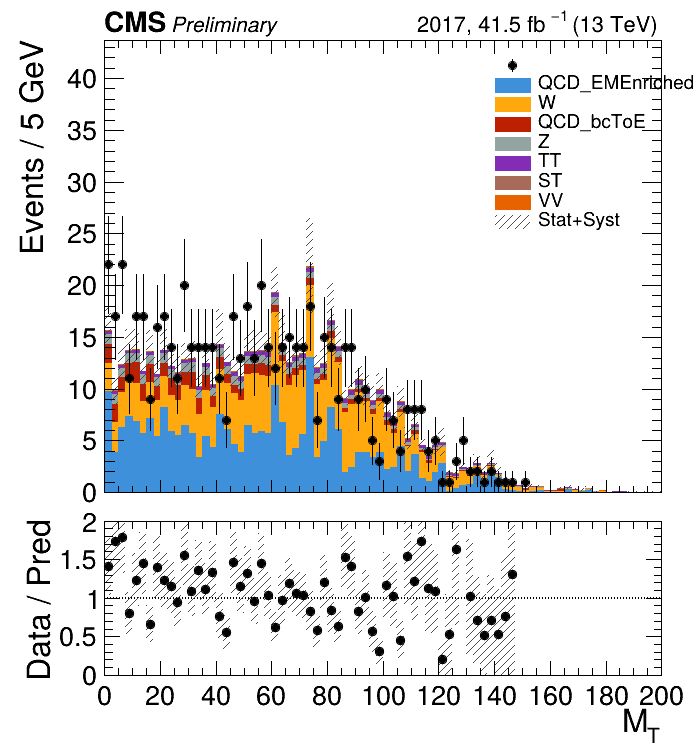 CMS Preliminary 2017, 41.5 fb⁻¹ (13 TeV)
Events / 5 GeV
40
35
30
25
20
15
10
5
0
QCD_EMEnriched
W
QCD_bcToE
Z
TT
ST
VV
Stat+Syst
Data / Pred
2
1.5
1
0.5
0
0 20 40 60 80 100 120 140 160 180 200
M_T